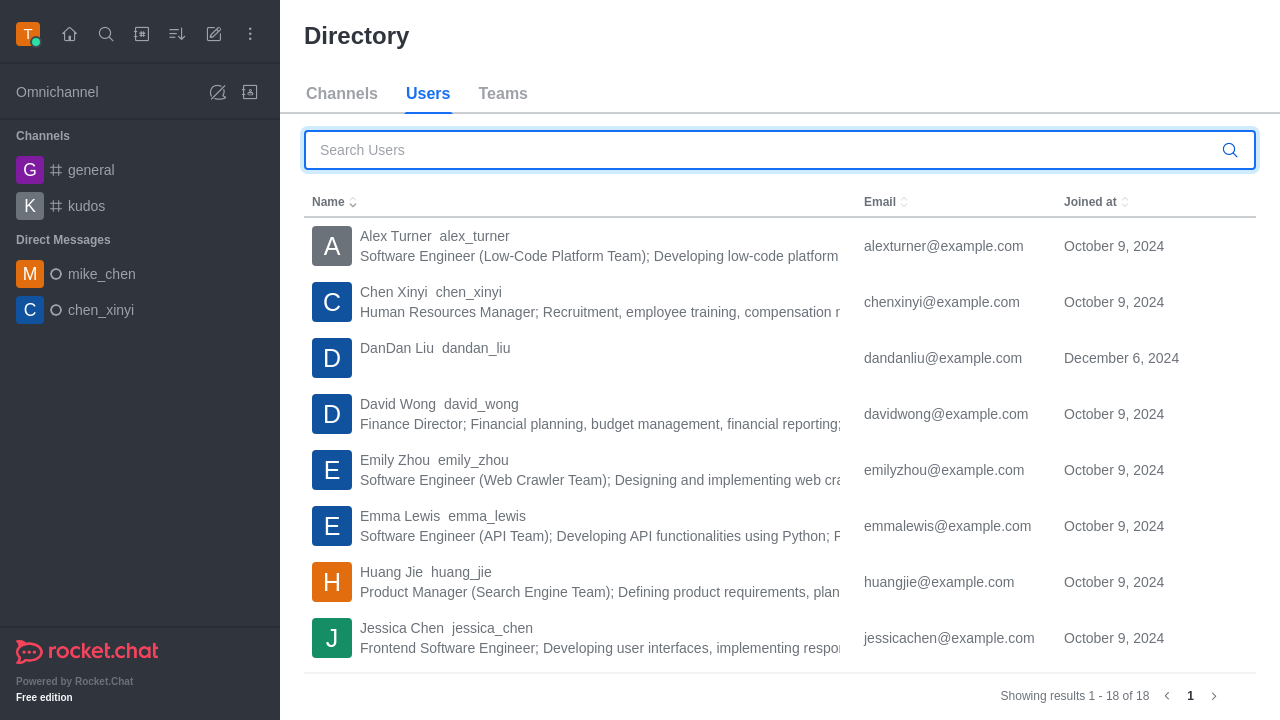 T
Directory
Omnichannel
Channels
G general
K kudos
Direct Messages
M mike_chen
C chen_xinyi
rocket.chat
Powered by Rocket.Chat
Free edition
Channels Users Teams
Search Users
Name Email Joined at
A Alex Turner alex_turner
Software Engineer (Low-Code Platform Team); Developing low-code platform
alexturner@example.com October 9, 2024
C Chen Xinyi chen_xinyi
Human Resources Manager; Recruitment, employee training, compensation
chenxinyi@example.com October 9, 2024
D DanDan Liu dandan_liu
dandanliu@example.com December 6, 2024
D David Wong david_wong
Finance Director; Financial planning, budget management, financial reporting;
davidwong@example.com October 9, 2024
E Emily Zhou emily_zhou
Software Engineer (Web Crawler Team); Designing and implementing web cra
emilyzhou@example.com October 9, 2024
E Emma Lewis emma_lewis
Software Engineer (API Team); Developing API functionalities using Python;
emmalewis@example.com October 9, 2024
H Huang Jie huang_jie
Product Manager (Search Engine Team); Defining product requirements, plan
huangjie@example.com October 9, 2024
J Jessica Chen jessica_chen
Frontend Software Engineer; Developing user interfaces, implementing respo
jessicachen@example.com October 9, 2024
Showing results 1 - 18 of 18 1